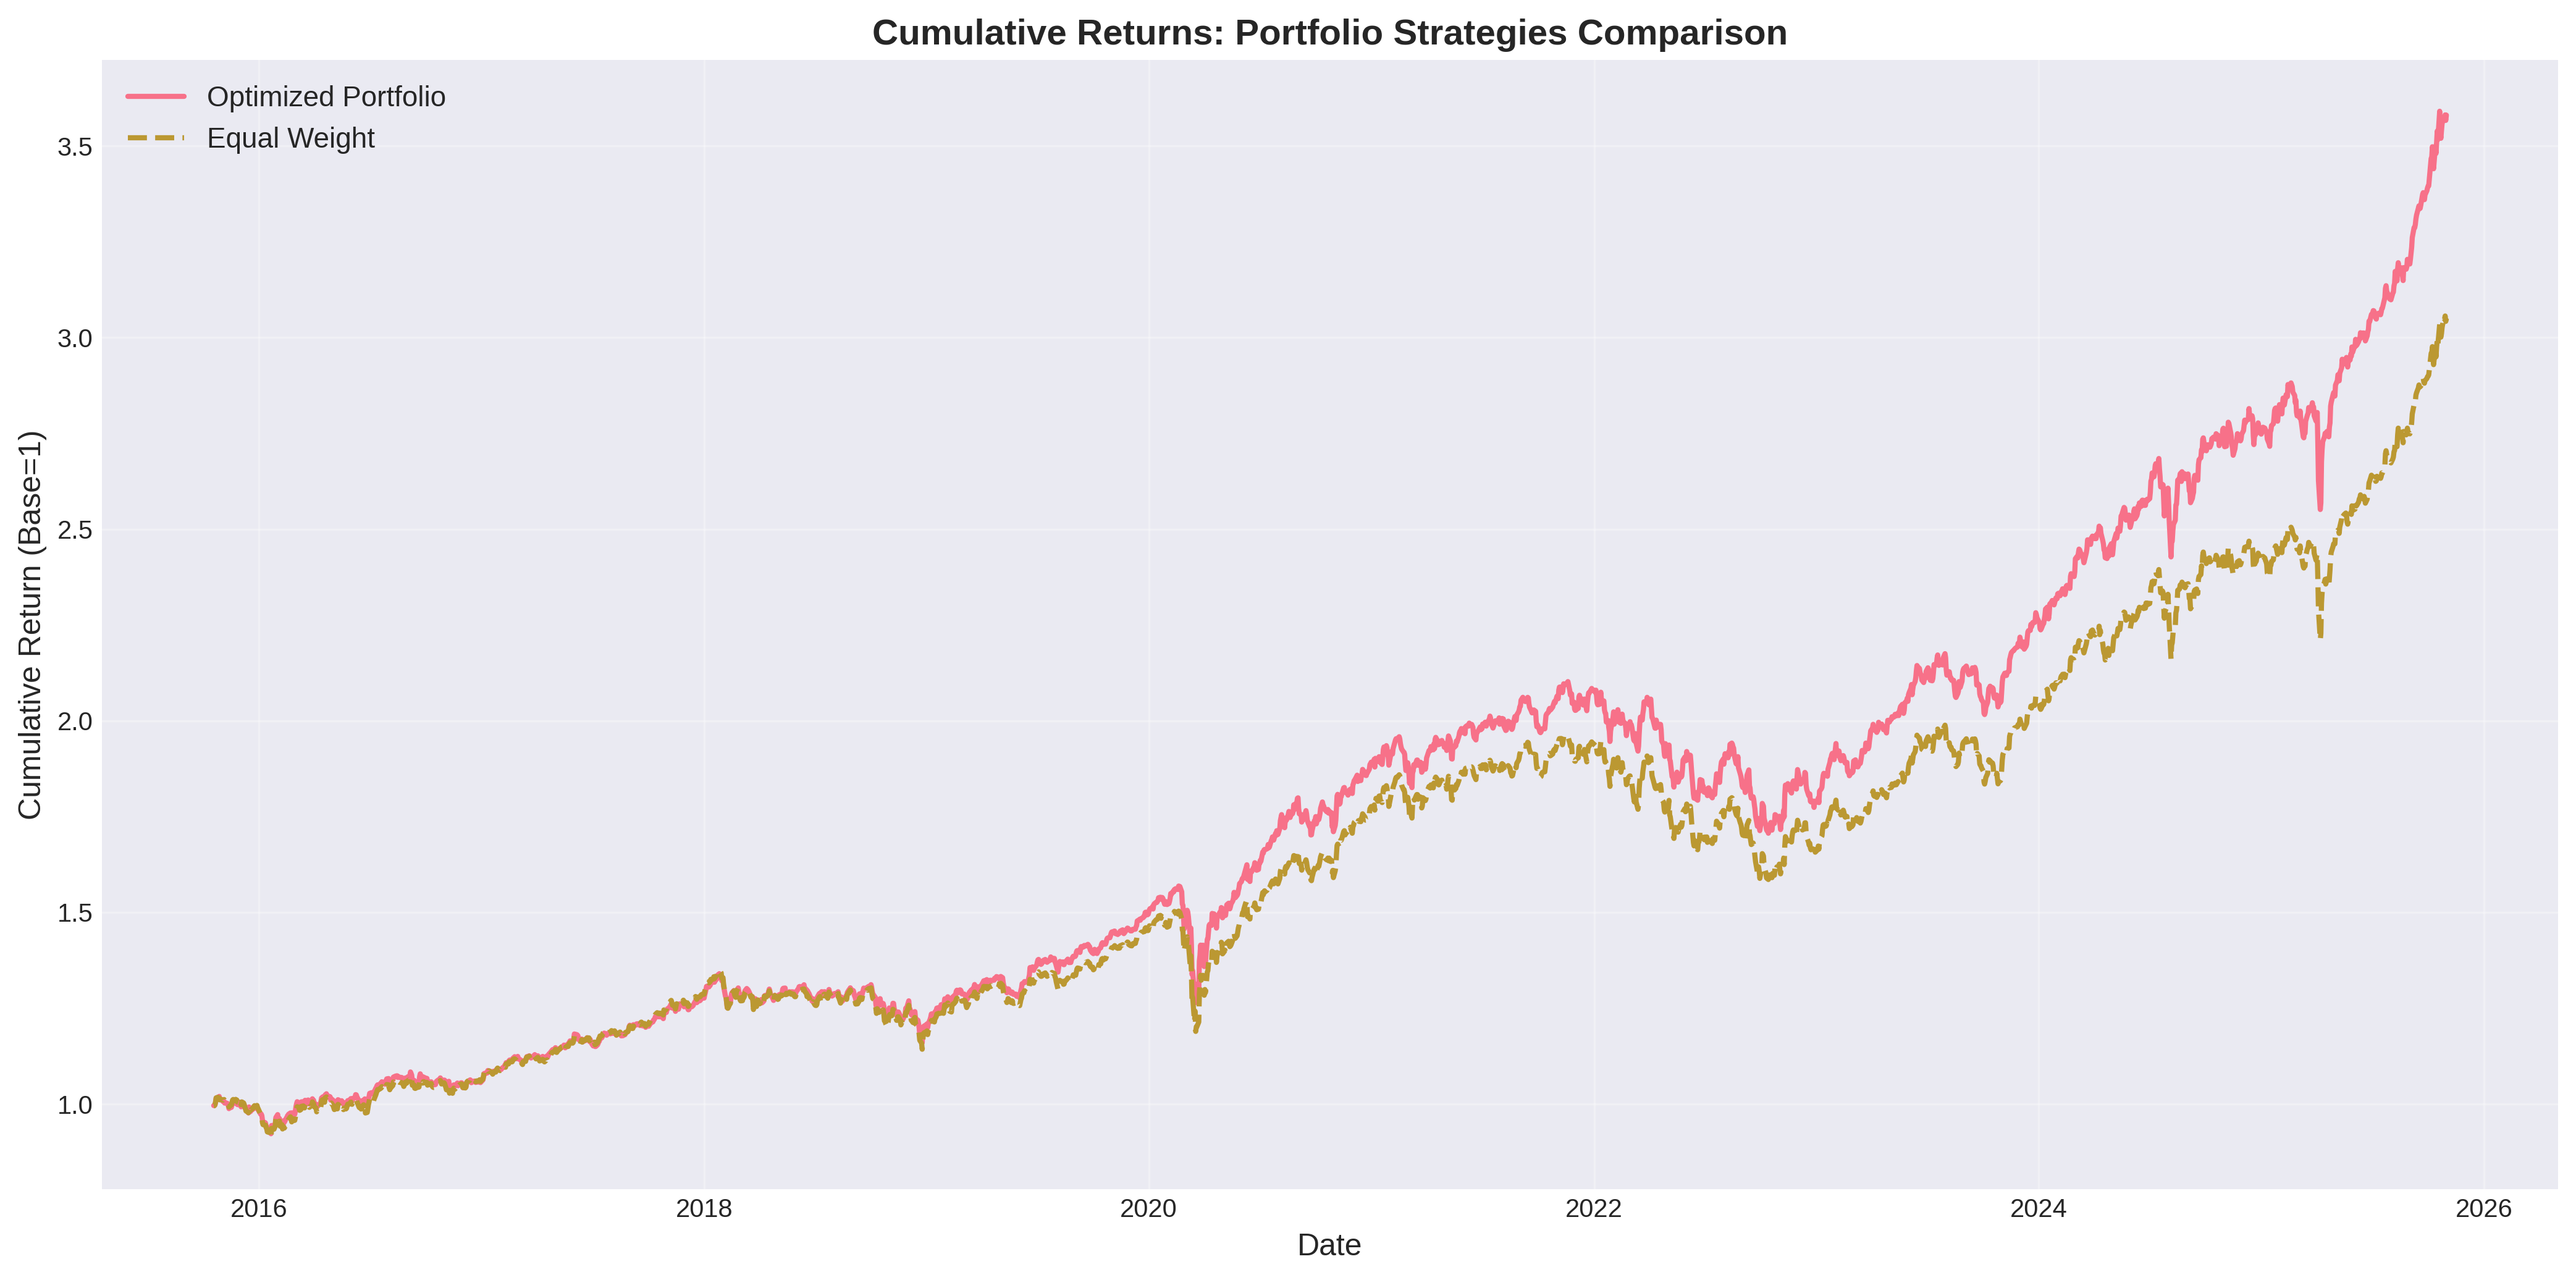 Cumulative Returns: Portfolio Strategies Comparison
Optimized Portfolio
Equal Weight
Cumulative Return (Base=1)
3.5
3.0
2.5
2.0
1.5
1.0
2016 2018 2020 2022 2024 2026
Date